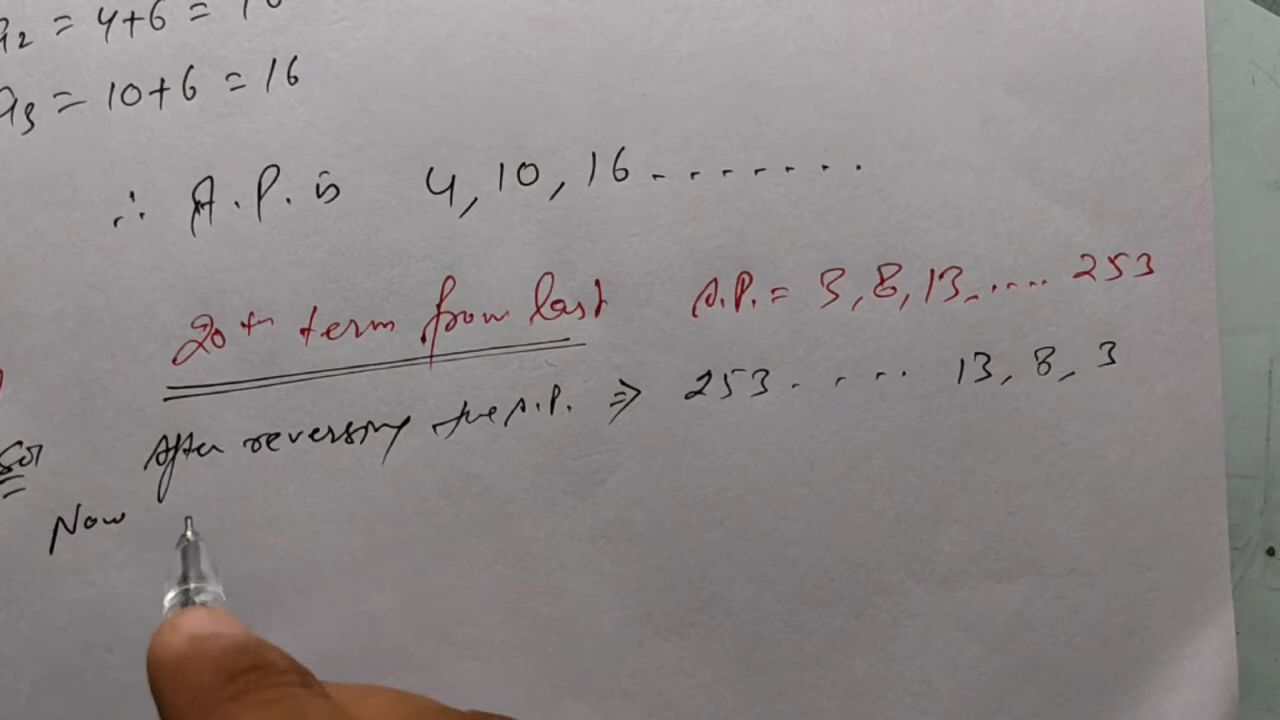 a₂ = 4+6 = 10
a₃ = 10+6 = 16
∴ A.P. is 4, 10, 16 ........
20th term from last A.P. = 3, 8, 13, ..... 253
Sol After reversing the A.P. ⇒ 253 ..... 13, 8, 3
Now